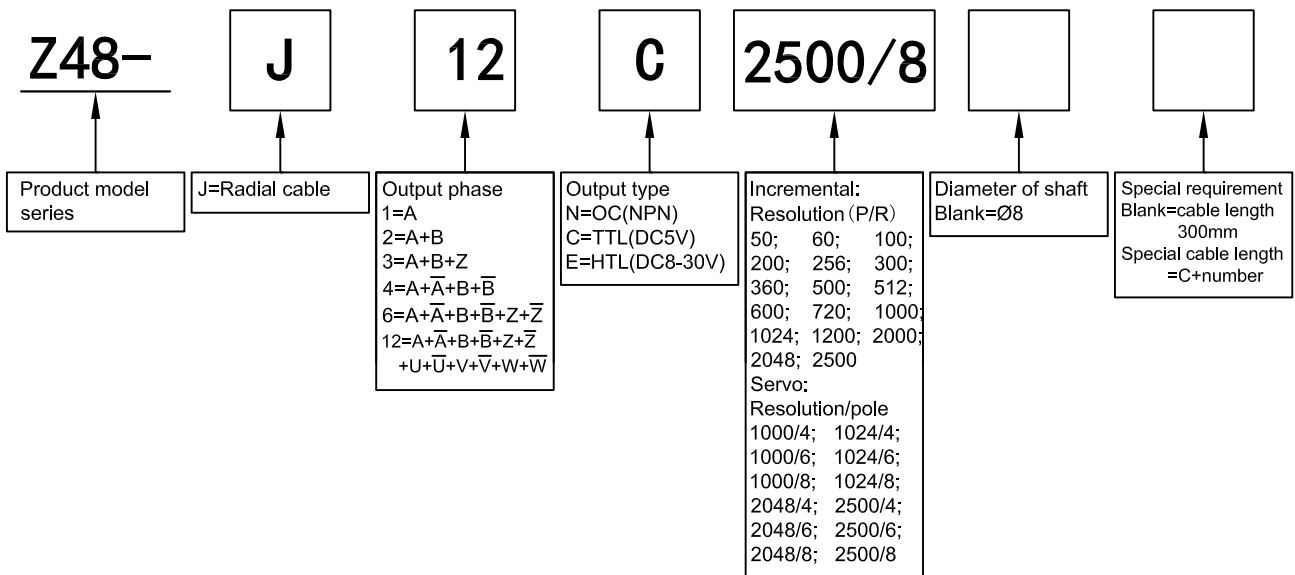 Z48-
J
12
C
2500/8
Product model
series
J=Radial cable
Output phase
1=A
2=A+B
3=A+B+Z
4=A+A̅+B+B̅
6=A+A̅+B+B̅+Z+Z̅
12=A+A̅+B+B̅+Z+Z̅
+U+U̅+V+V̅+W+W̅
Output type
N=OC(NPN)
C=TTL(DC5V)
E=HTL(DC8-30V)
Incremental:
Resolution(P/R)
50; 60; 100;
200; 256; 300;
360; 500; 512;
600; 720; 1000;
1024; 1200; 2000;
2048; 2500
Servo:
Resolution/pole
1000/4; 1024/4;
1000/6; 1024/6;
1000/8; 1024/8;
2048/4; 2500/4;
2048/6; 2500/6;
2048/8; 2500/8
Diameter of shaft
Blank=Ø8
Special requirement
Blank=cable length
300mm
Special cable length
=C+number